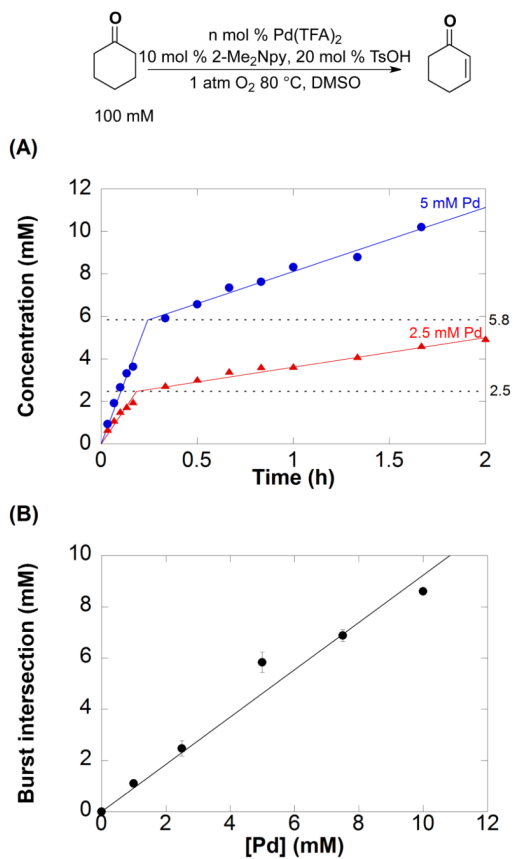 O
O
n mol % Pd(TFA)2
10 mol % 2-Me2Npy, 20 mol % TsOH
1 atm O2 80 °C, DMSO
100 mM
(A)
12
10
8
6
4
2
0
5 mM Pd
5.8
2.5 mM Pd
2.5
Concentration (mM)
0
0.5
1
1.5
2
Time (h)
(B)
10
8
6
4
2
0
Burst intersection (mM)
0
2
4
6
8
10
12
[Pd] (mM)